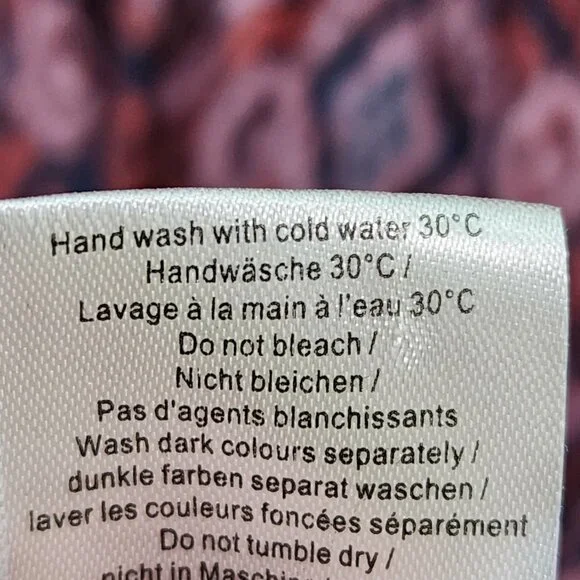 Hand wash with cold water 30°C
Handwäsche 30°C /
Lavage à la main à l'eau 30°C
Do not bleach /
Nicht bleichen /
Pas d'agents blanchissants
Wash dark colours separately /
dunkle farben separat waschen /
laver les couleurs foncées séparément
Do not tumble dry /
nicht in